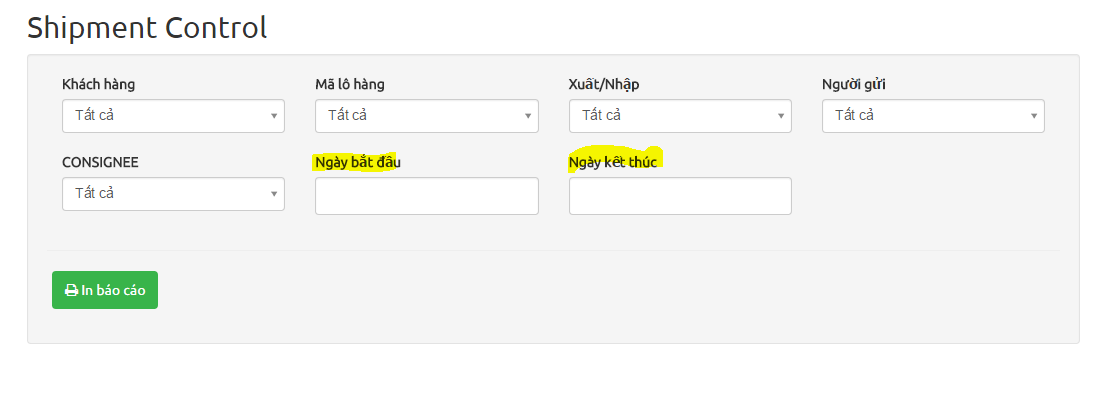 Shipment Control
Khách hàng Mã lô hàng Xuất/Nhập Người gửi
Tất cả Tất cả Tất cả Tất cả
CONSIGNEE Ngày bắt đầu Ngày kết thúc
Tất cả
In báo cáo